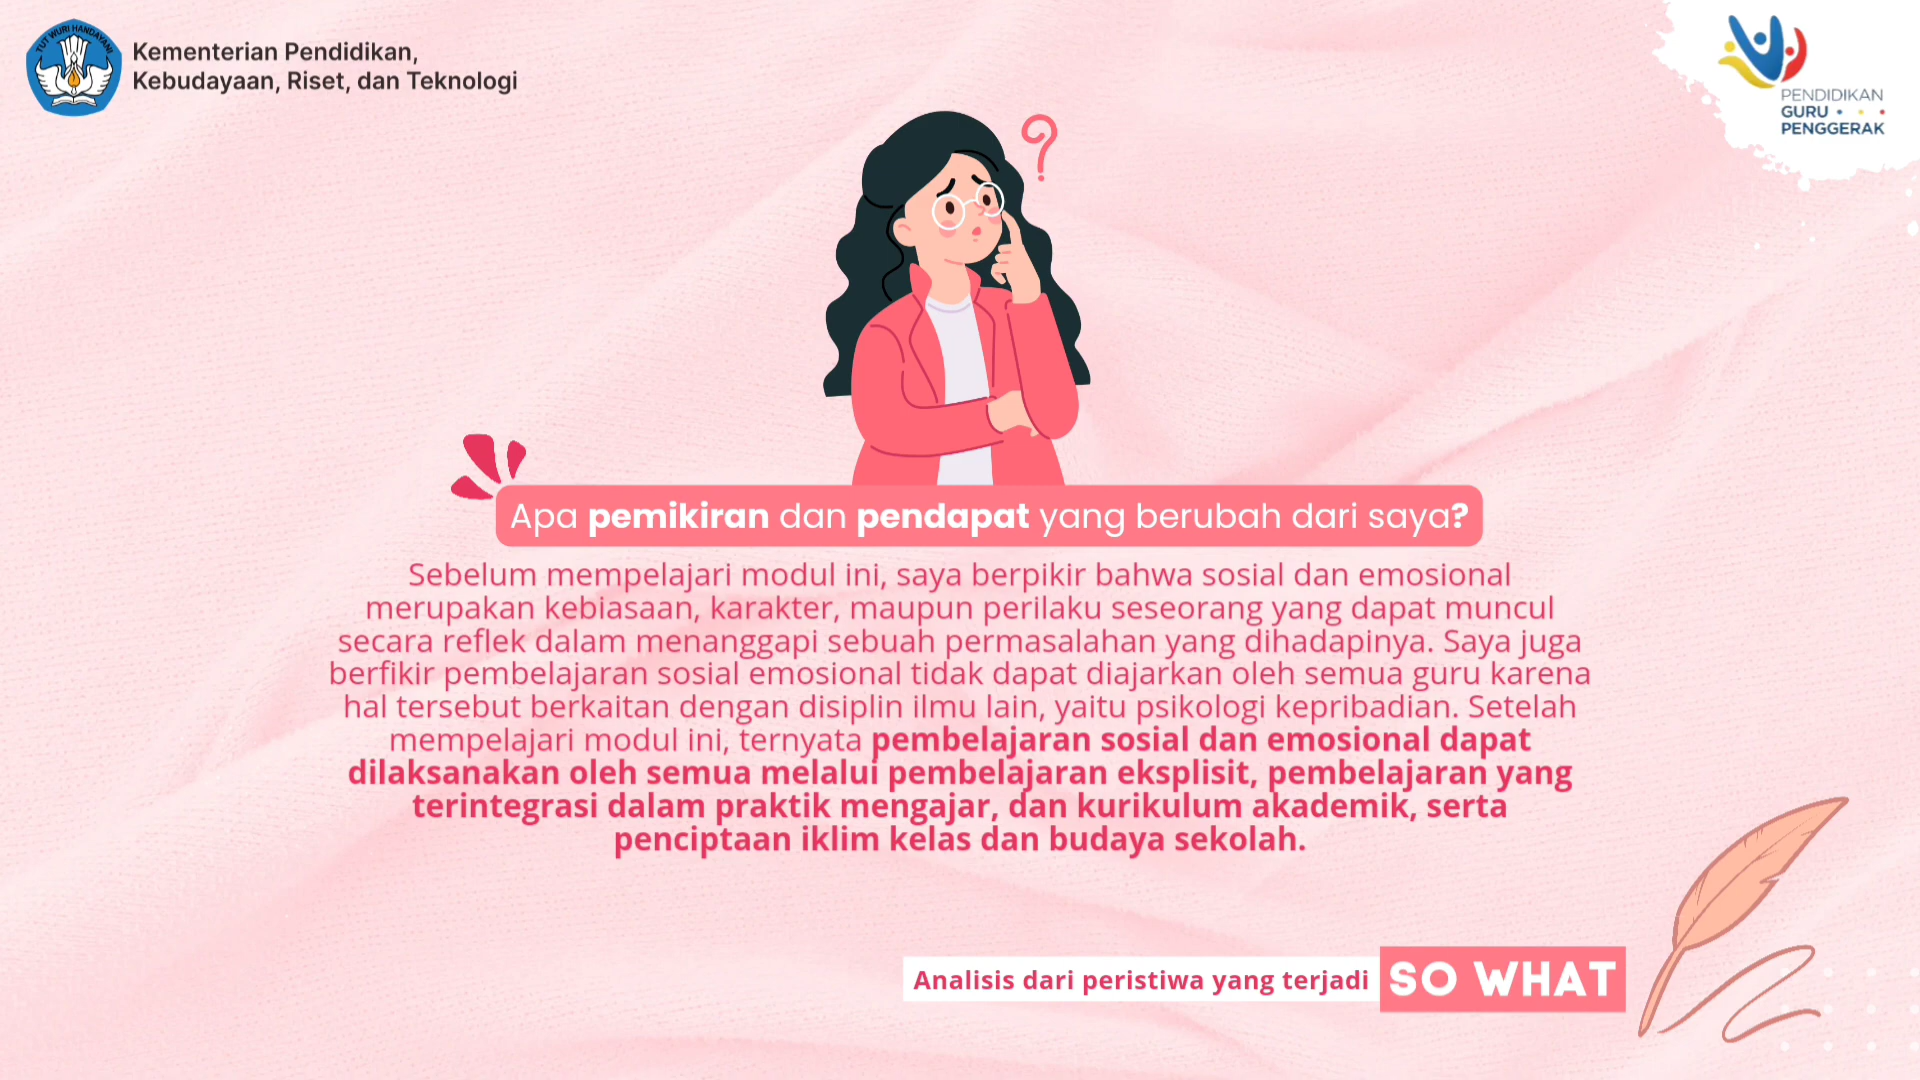 TUT WURI HANDAYANI
Kementerian Pendidikan,
Kebudayaan, Riset, dan Teknologi
PENDIDIKAN
GURU
PENGGERAK
?
Apa pemikiran dan pendapat yang berubah dari saya?
Sebelum mempelajari modul ini, saya berpikir bahwa sosial dan emosional
merupakan kebiasaan, karakter, maupun perilaku seseorang yang dapat muncul
secara reflek dalam menanggapi sebuah permasalahan yang dihadapinya. Saya juga
berfikir pembelajaran sosial emosional tidak dapat diajarkan oleh semua guru karena
hal tersebut berkaitan dengan disiplin ilmu lain, yaitu psikologi kepribadian. Setelah
mempelajari modul ini, ternyata pembelajaran sosial dan emosional dapat
dilaksanakan oleh semua melalui pembelajaran eksplisit, pembelajaran yang
terintegrasi dalam praktik mengajar, dan kurikulum akademik, serta
penciptaan iklim kelas dan budaya sekolah.
Analisis dari peristiwa yang terjadi
SO WHAT